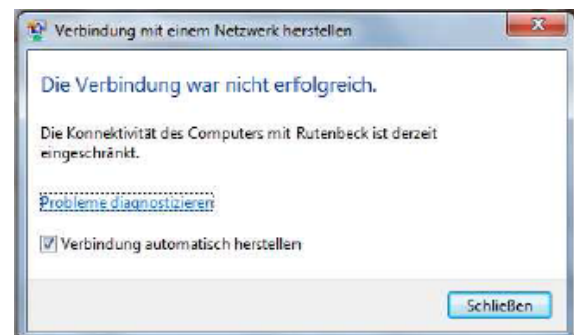 Verbindung mit einem Netzwerk herstellen
Die Verbindung war nicht erfolgreich.
Die Konnektivität des Computers mit Rutenbeck ist derzeit
eingeschränkt.
Probleme diagnostizieren
Verbindung automatisch herstellen
Schließen